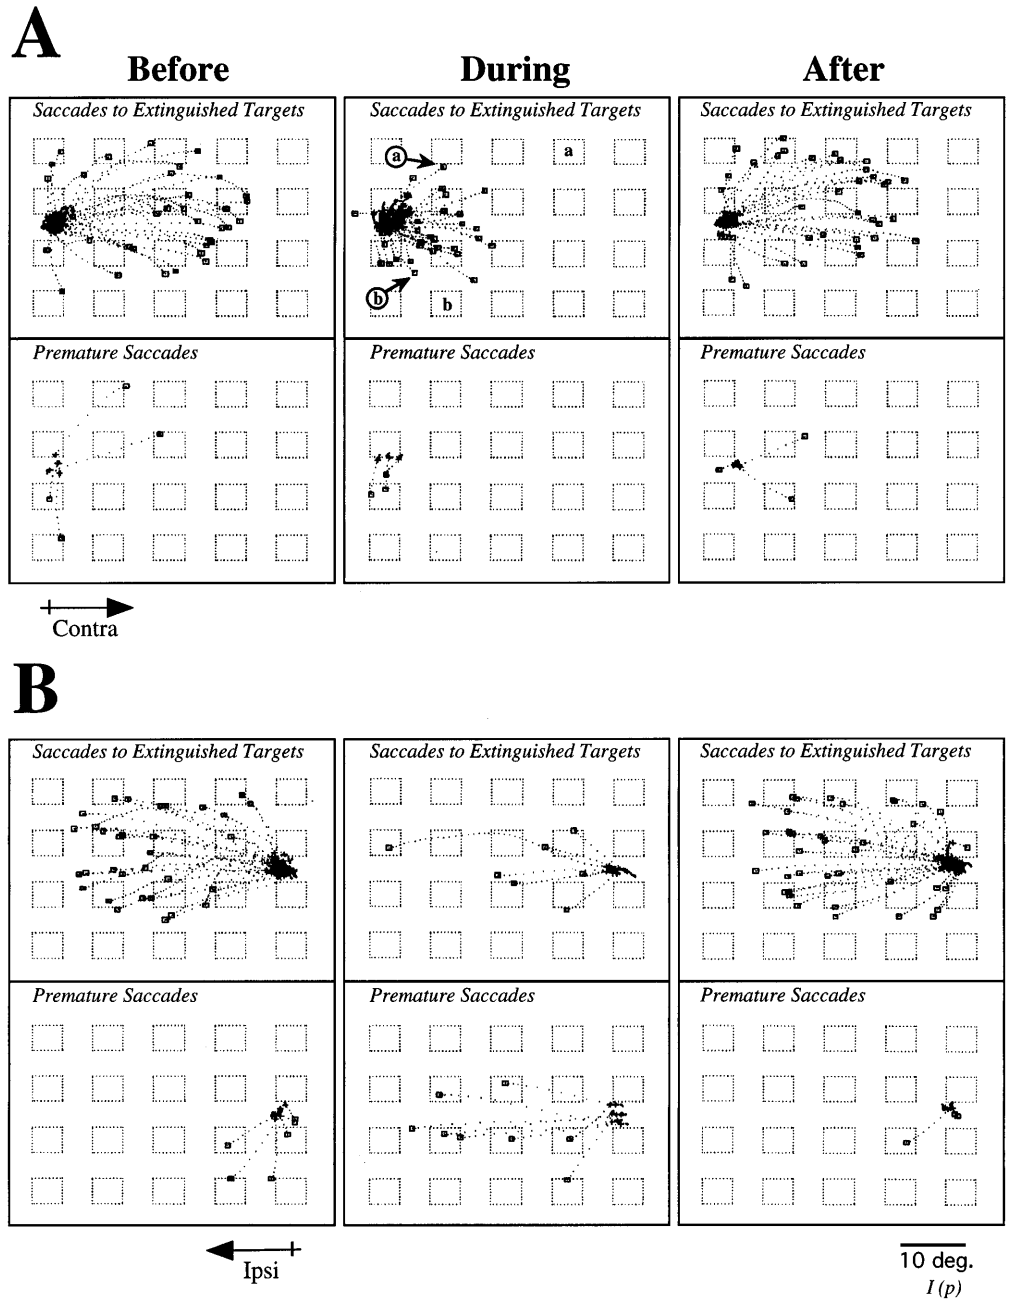 A
Before During After
Saccades to Extinguished Targets Saccades to Extinguished Targets Saccades to Extinguished Targets
a a
b b
Premature Saccades Premature Saccades Premature Saccades
Contra
B
Saccades to Extinguished Targets Saccades to Extinguished Targets Saccades to Extinguished Targets
Premature Saccades Premature Saccades Premature Saccades
Ipsi
10 deg.
I (p)